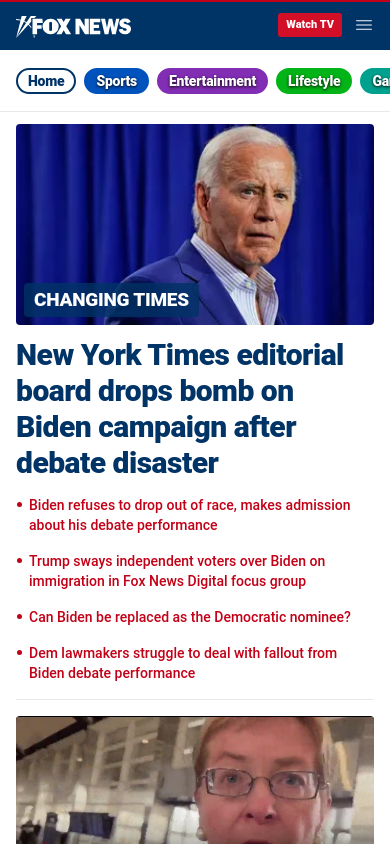 FOX NEWS
Watch TV
Home
Sports
Entertainment
Lifestyle
CHANGING TIMES
New York Times editorial
board drops bomb on
Biden campaign after
debate disaster
• Biden refuses to drop out of race, makes admission
about his debate performance
• Trump sways independent voters over Biden on
immigration in Fox News Digital focus group
• Can Biden be replaced as the Democratic nominee?
• Dem lawmakers struggle to deal with fallout from
Biden debate performance